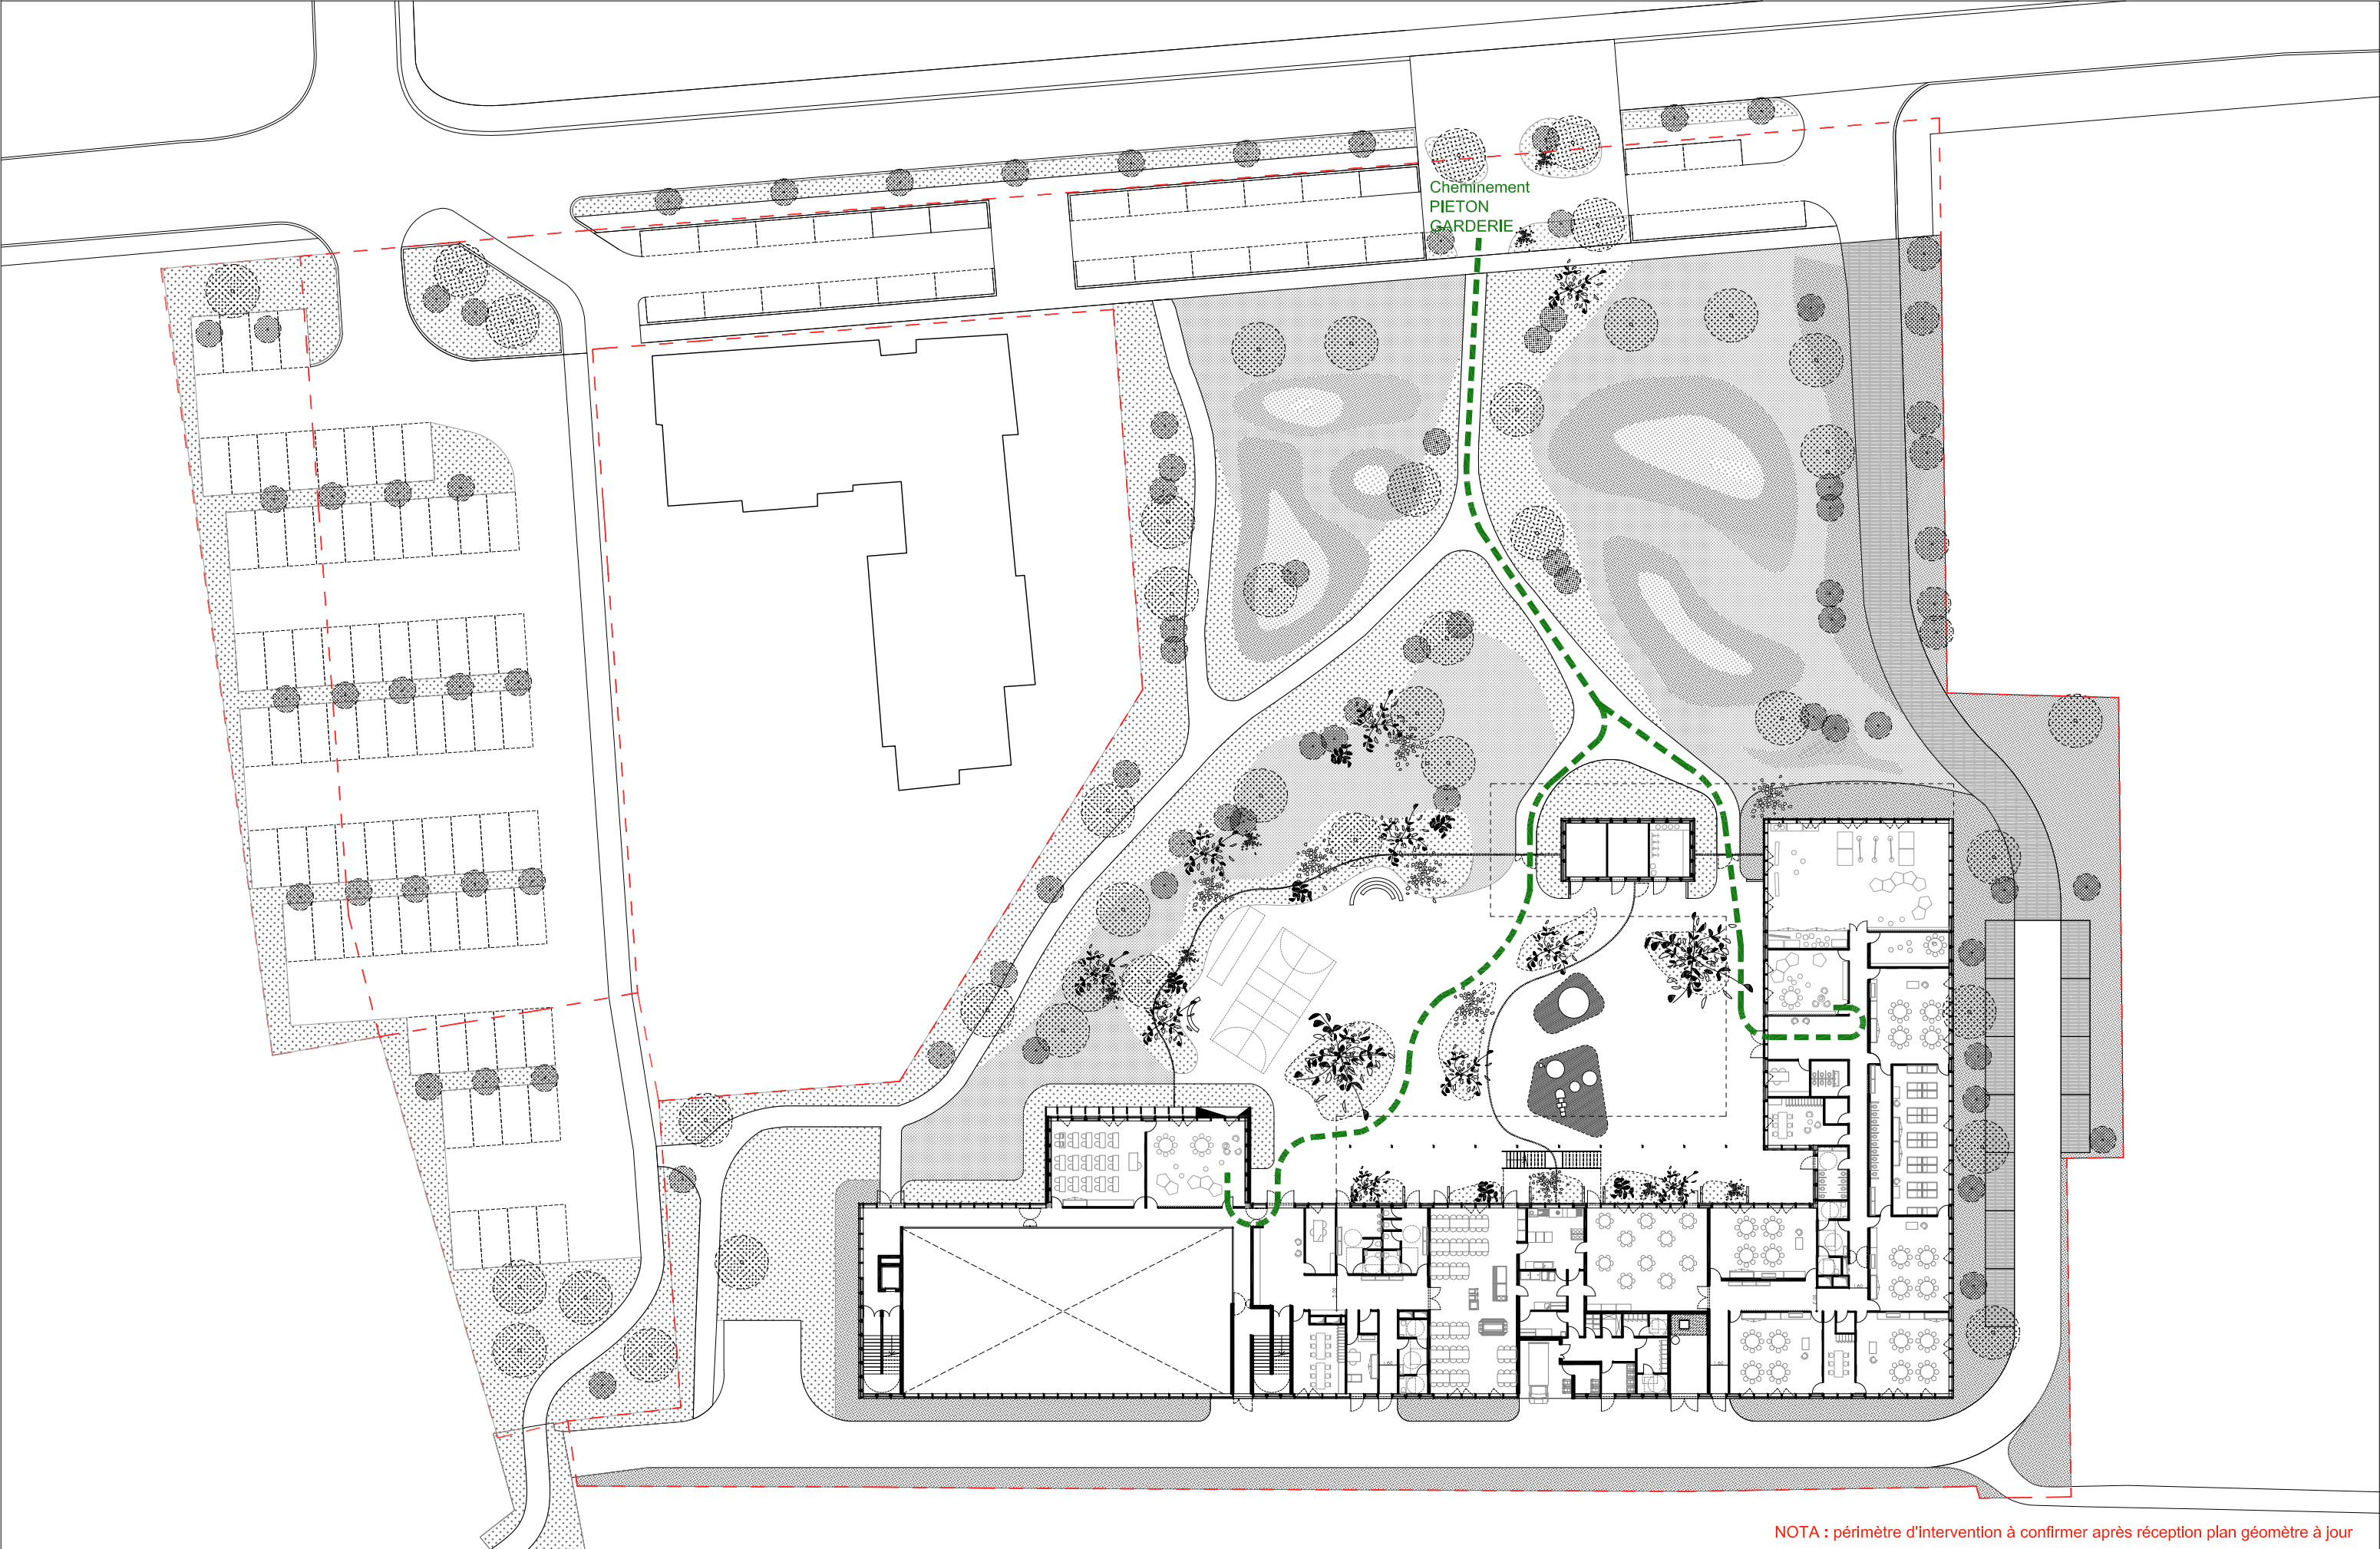 Cheminement
PIETON
GARDERIE
NOTA : périmètre d'intervention à confirmer après réception plan géomètre à jour